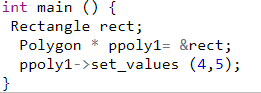 int main () {
Rectangle rect;
Polygon * ppoly1= &rect;
ppoly1->set_values (4,5);
}